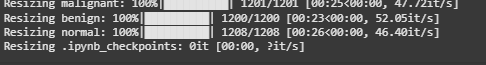 Resizing malignant: 100%|██████████| 1201/1201 [00:25<00:00, 47.72it/s]
Resizing benign: 100%|██████████| 1200/1200 [00:23<00:00, 52.05it/s]
Resizing normal: 100%|██████████| 1208/1208 [00:26<00:00, 46.40it/s]
Resizing .ipynb_checkpoints: 0it [00:00, ?it/s]